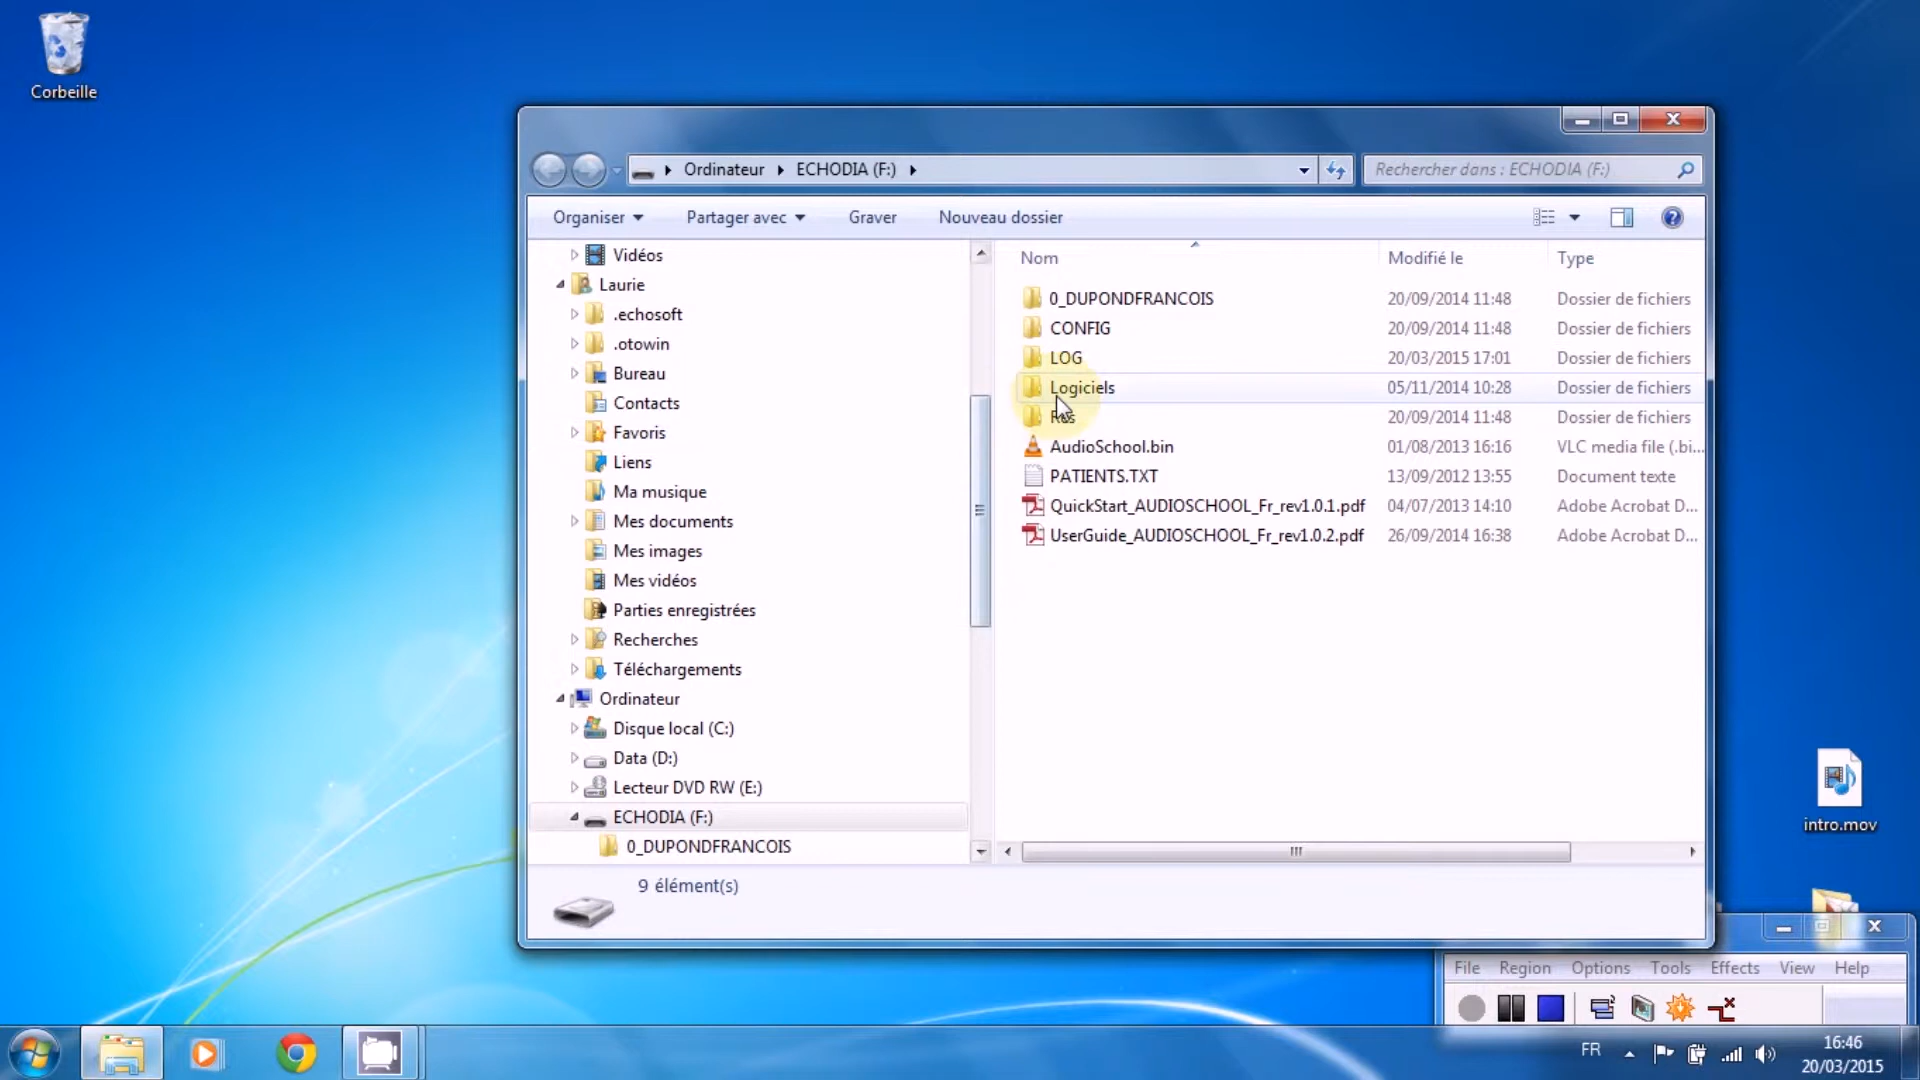 Corbeille
Ordinateur ECHODIA (F:)
Rechercher dans : ECHODIA (F:)
Organiser Partager avec Graver Nouveau dossier
Nom Modifié le Type
Vidéos
Laurie
.echosoft
.otowin
Bureau
Contacts
Favoris
Liens
Ma musique
Mes documents
Mes images
Mes vidéos
Parties enregistrées
Recherches
Téléchargements
Ordinateur
Disque local (C:)
Data (D:)
Lecteur DVD RW (E:)
ECHODIA (F:)
0_DUPONDFRANCOIS
0_DUPONDFRANCOIS 20/09/2014 11:48 Dossier de fichiers
CONFIG 20/09/2014 11:48 Dossier de fichiers
LOG 20/03/2015 17:01 Dossier de fichiers
Logiciels 05/11/2014 10:28 Dossier de fichiers
20/09/2014 11:48 Dossier de fichiers
AudioSchool.bin 01/08/2013 16:16 VLC media file (.bi...
PATIENTS.TXT 13/09/2012 13:55 Document texte
QuickStart_AUDIOSCHOOL_Fr_rev1.0.1.pdf 04/07/2013 14:10 Adobe Acrobat D...
UserGuide_AUDIOSCHOOL_Fr_rev1.0.2.pdf 26/09/2014 16:38 Adobe Acrobat D...
9 élément(s)
intro.mov
File Region Options Tools Effects View Help
FR
16:46
20/03/2015